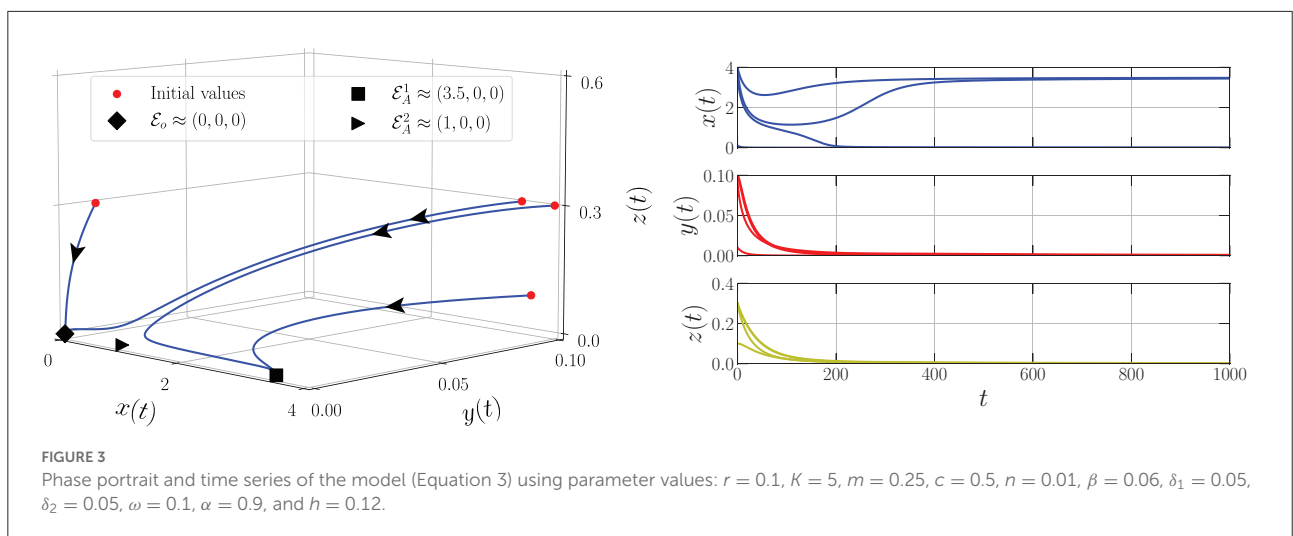 Initial values
ℰₒ ≈ (0, 0, 0)
ℰ_A^1 ≈ (3.5, 0, 0)
ℰ_A^2 ≈ (1, 0, 0)
0.6
0.3
0.0
z(t)
0
2
4
x(t)
0.00
0.05
0.10
y(t)
4
2
0
x(t)
0.10
0.05
0.00
y(t)
0.4
0.2
0.0
z(t)
0 200 400 600 800 1000
t
FIGURE 3
Phase portrait and time series of the model (Equation 3) using parameter values: r = 0.1, K = 5, m = 0.25, c = 0.5, n = 0.01, β = 0.06, δ₁ = 0.05,
δ₂ = 0.05, ω = 0.1, α = 0.9, and h = 0.12.